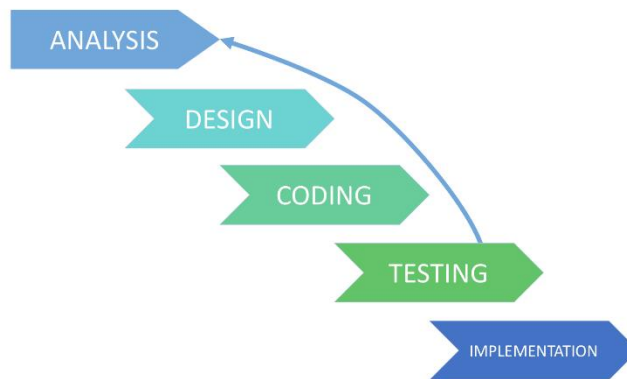 ANALYSIS
DESIGN
CODING
TESTING
IMPLEMENTATION